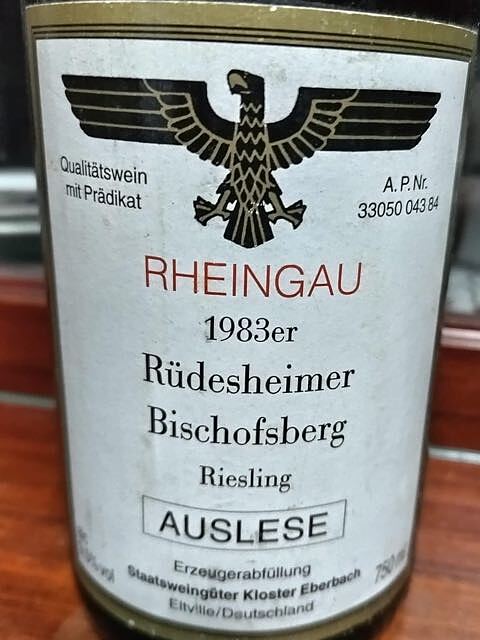 Qualitätswein
mit Prädikat
A. P. Nr.
33050 043 84
RHEINGAU
1983er
Rüdesheimer
Bischofsberg
Riesling
AUSLESE
Erzeugerabfüllung
Staatsweingüter Kloster Eberbach
Eltville/Deutschland
750 ml